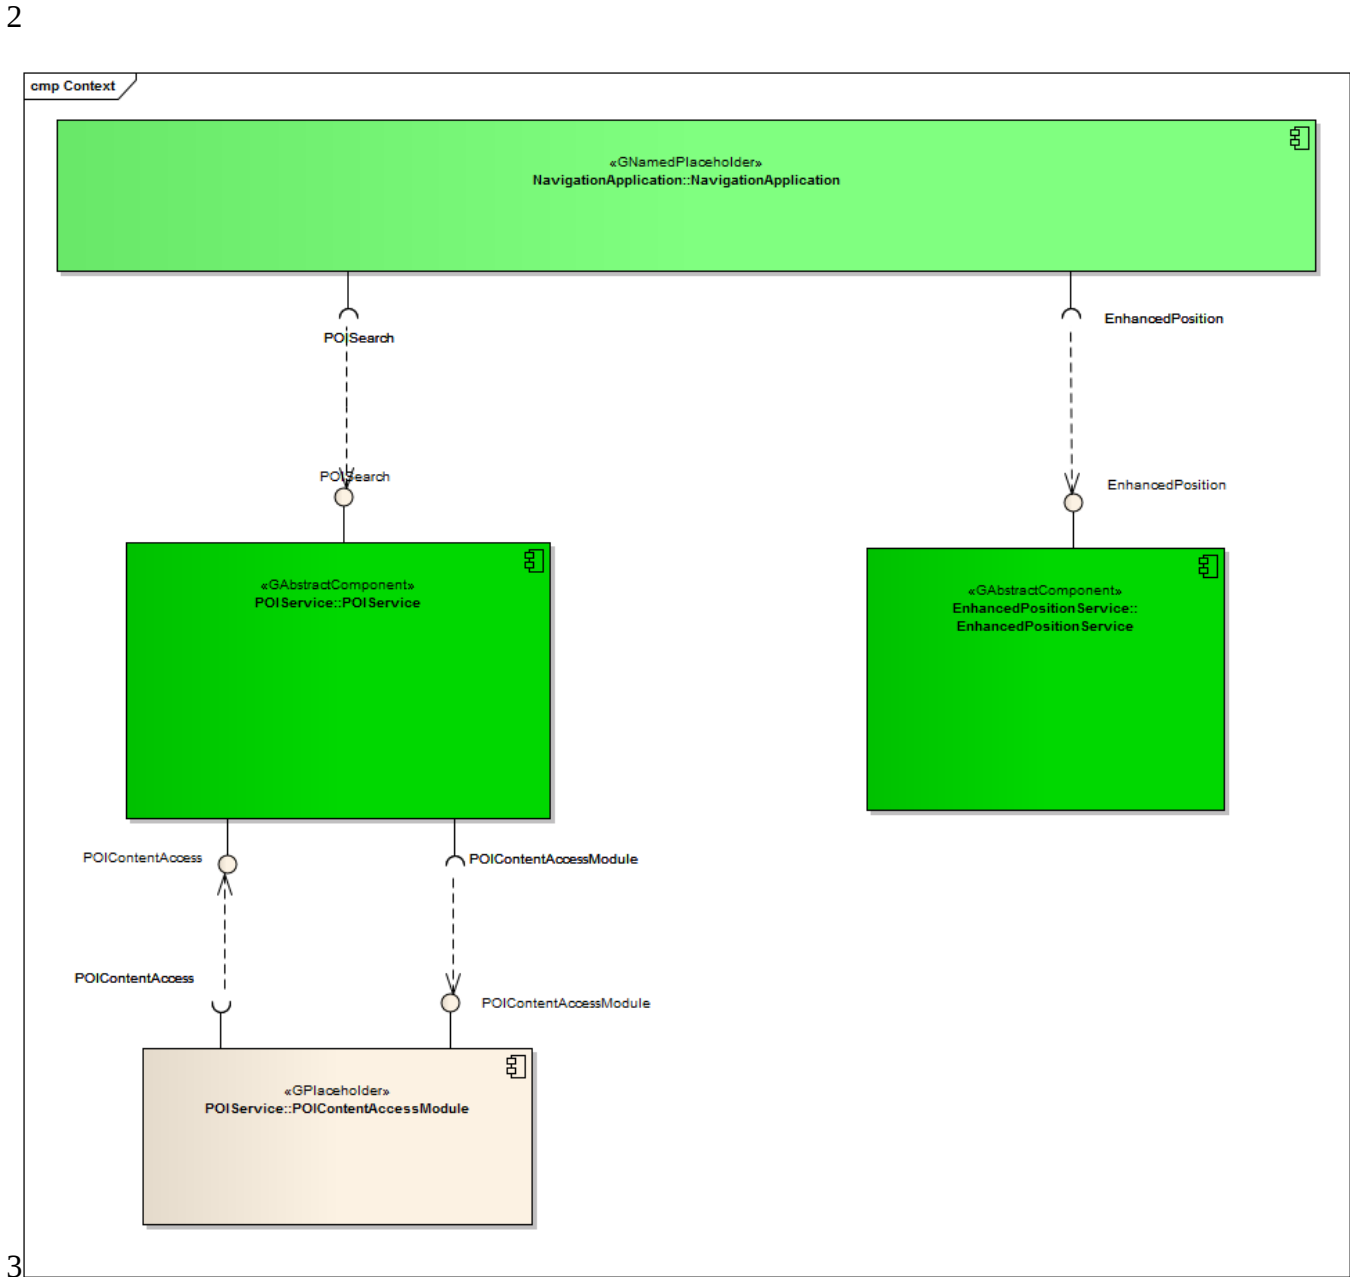 2
cmp Context
«GNamedPlaceholder»
NavigationApplication::NavigationApplication
POISearch
EnhancedPosition
POISearch
EnhancedPosition
«GAbstractComponent»
POIService::POIService
«GAbstractComponent»
EnhancedPositionService::
EnhancedPositionService
POIContentAccess
POIContentAccessModule
POIContentAccess
POIContentAccessModule
«GPlaceholder»
POIService::POIContentAccessModule
3